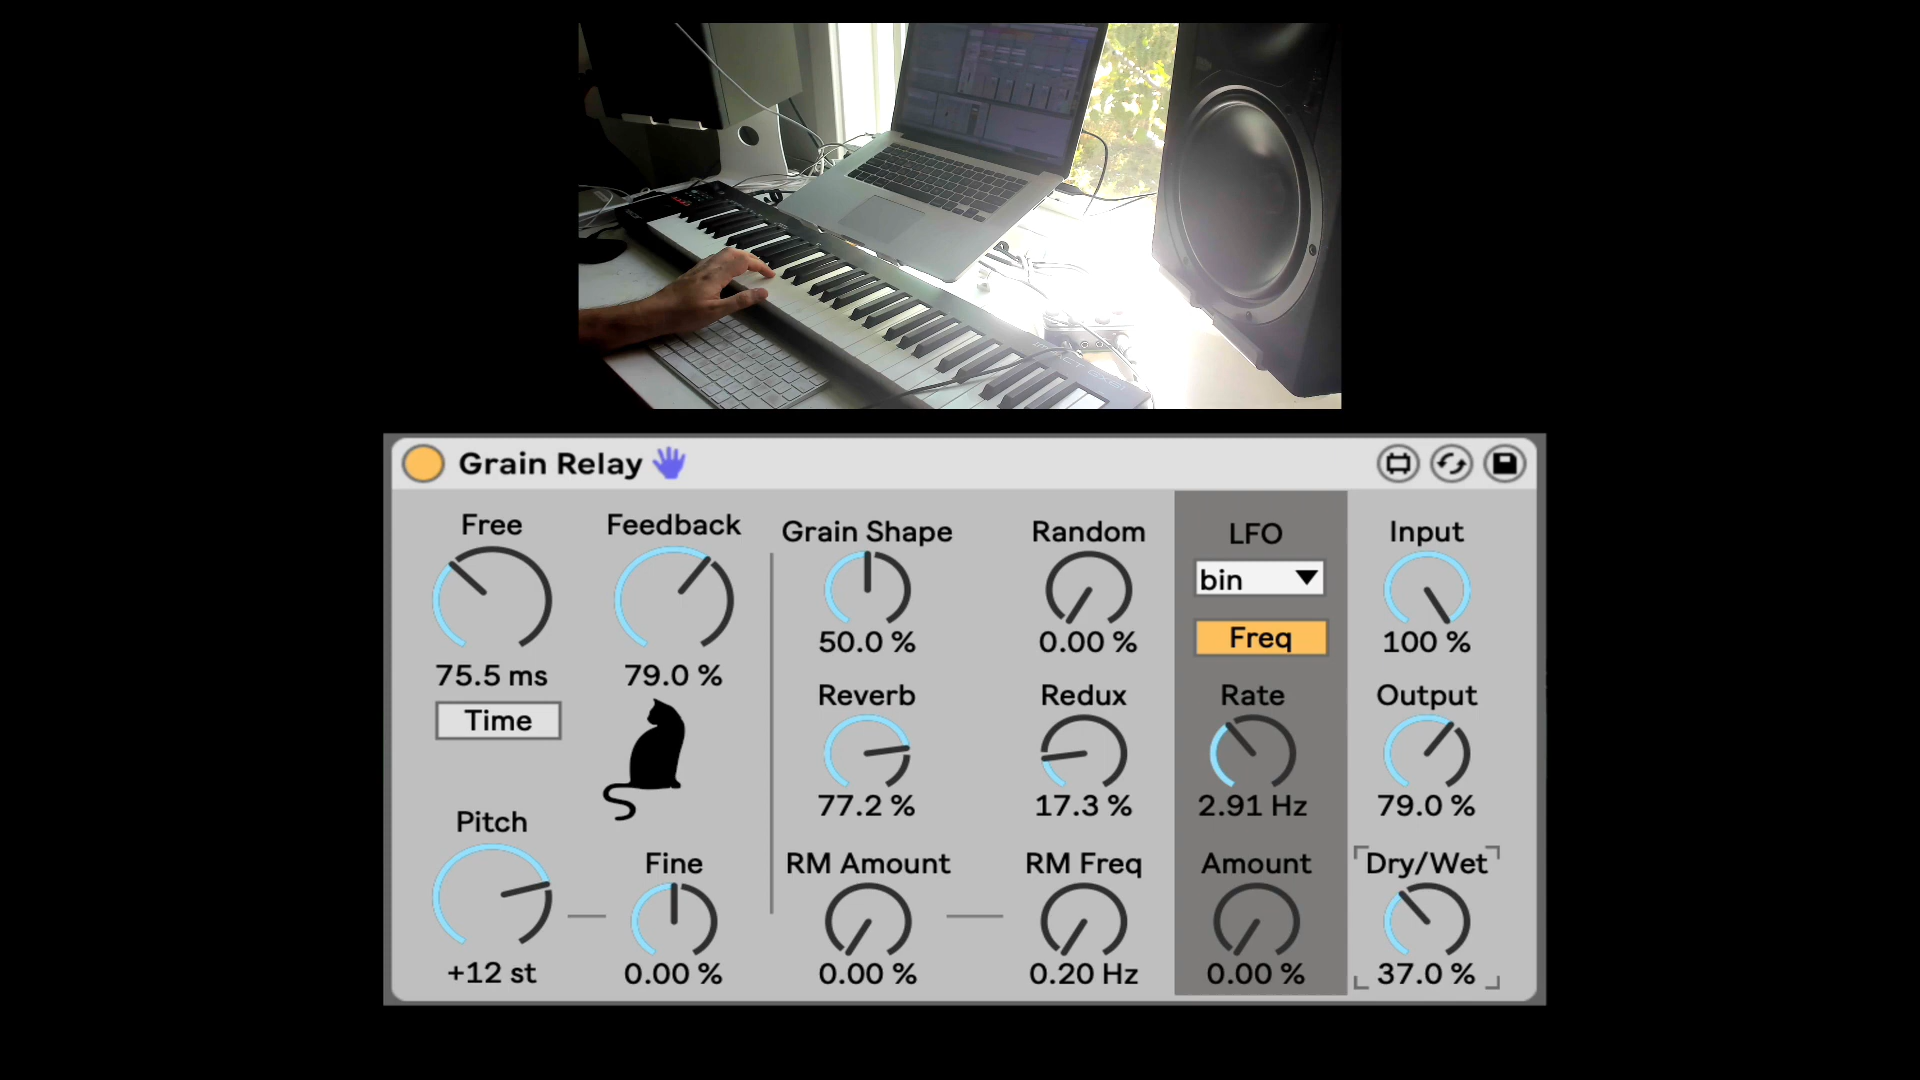 IMPACT GXP61
Grain Relay
Free
75.5 ms
Time
Feedback
79.0 %
Pitch
+12 st
Fine
0.00 %
Grain Shape
50.0 %
Random
0.00 %
Reverb
77.2 %
Redux
17.3 %
RM Amount
0.00 %
RM Freq
0.20 Hz
LFO
bin
Freq
Rate
2.91 Hz
Amount
0.00 %
Input
100 %
Output
79.0 %
Dry/Wet
37.0 %